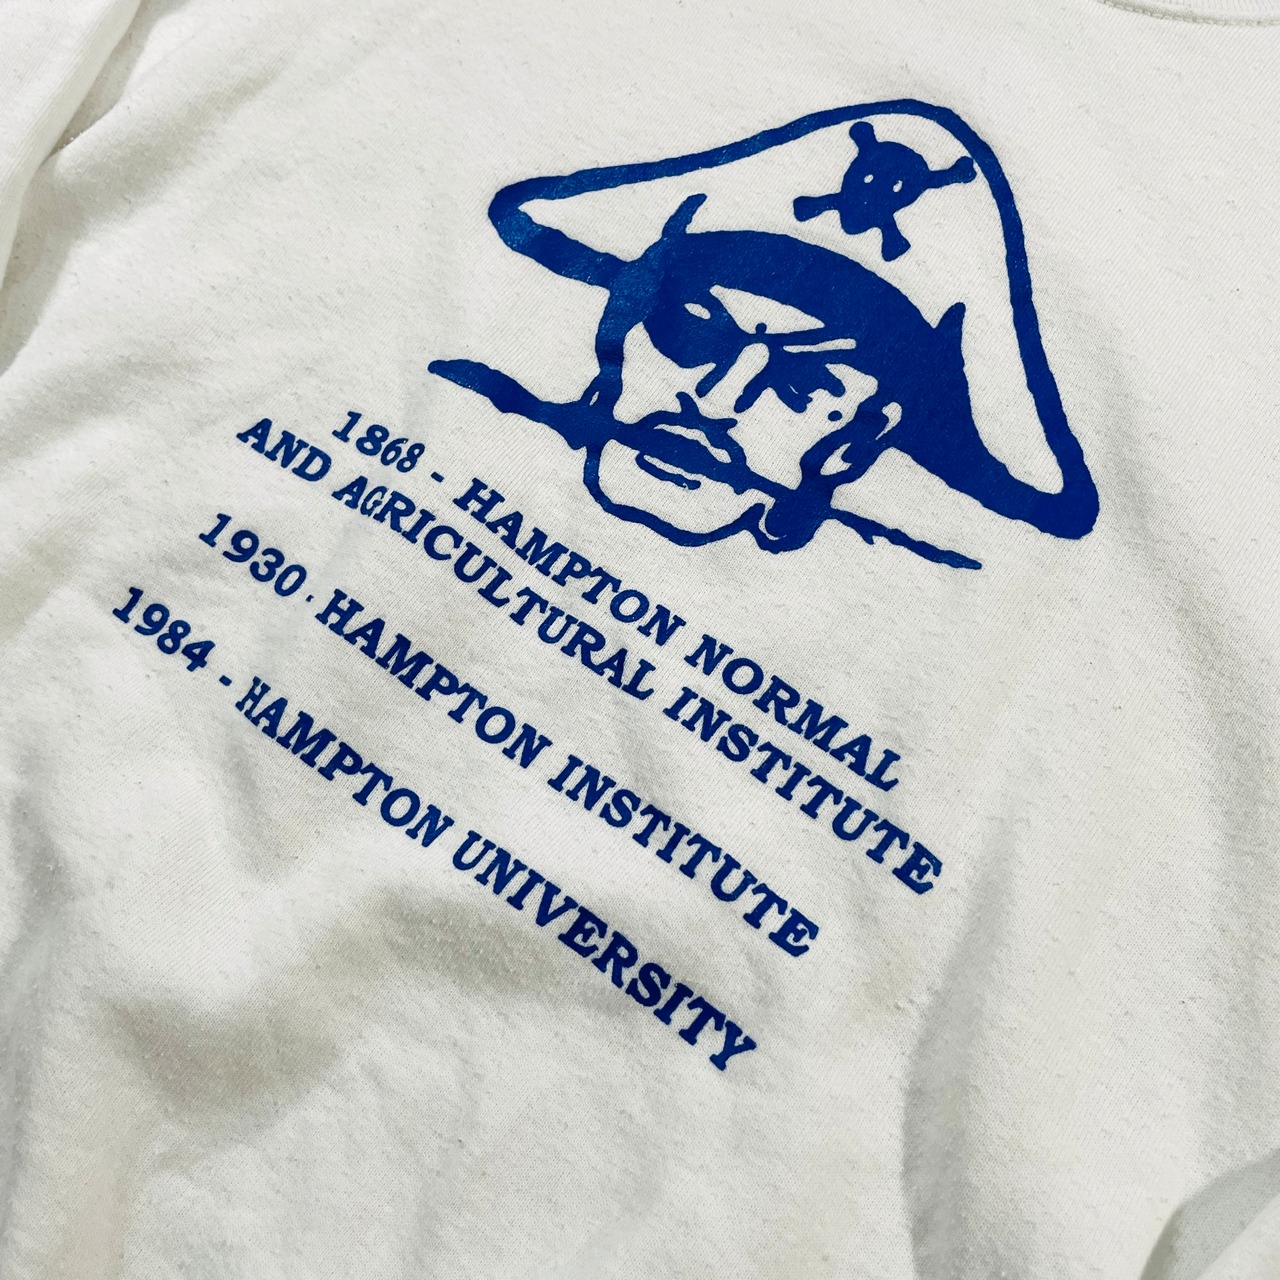 1868 - HAMPTON NORMAL
AND AGRICULTURAL INSTITUTE
1930 · HAMPTON INSTITUTE
1984 - HAMPTON UNIVERSITY